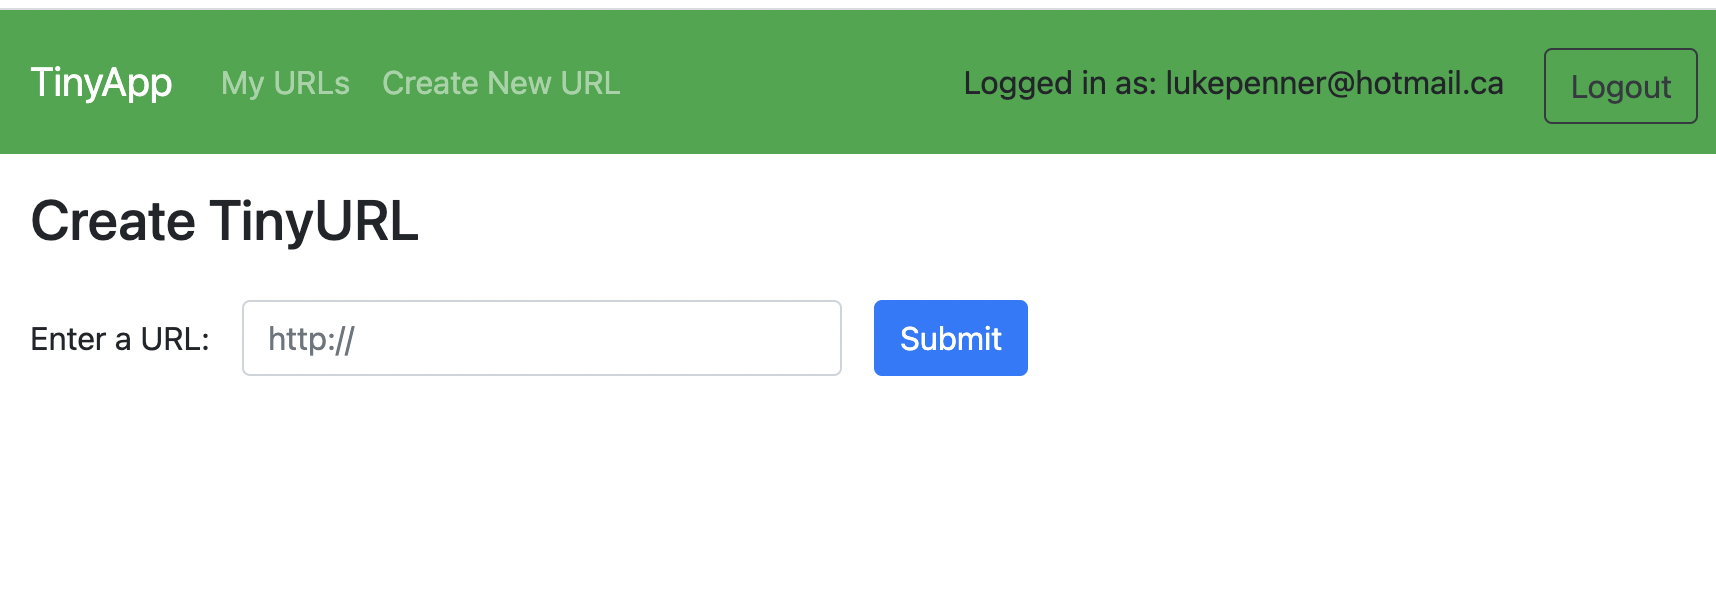 TinyApp My URLs Create New URL Logged in as: lukepenner@hotmail.ca Logout
Create TinyURL
Enter a URL: http:// Submit